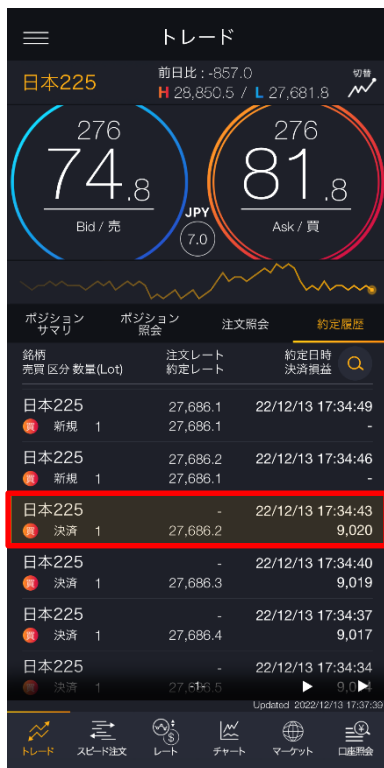 トレード
日本225
前日比 : -857.0
H 28,850.5 / L 27,681.8
切替
276
74.8
Bid / 売
JPY
7.0
276
81.8
Ask / 買
ポジション
サマリ
ポジション
照会
注文照会
約定履歴
銘柄
売買 区分 数量(Lot)
注文レート
約定レート
約定日時
決済損益
日本225 27,686.1 22/12/13 17:34:49
買 新規 1 27,686.1 -
日本225 27,686.2 22/12/13 17:34:46
買 新規 1 27,686.1 -
日本225 - 22/12/13 17:34:43
買 決済 1 27,686.2 9,020
日本225 - 22/12/13 17:34:40
買 決済 1 27,686.3 9,019
日本225 - 22/12/13 17:34:37
買 決済 1 27,686.4 9,017
日本225 - 22/12/13 17:34:34
買 決済 1
Updated 2022/12/13 17:37:39
トレード
スピード注文
レート
チャート
マーケット
口座照会